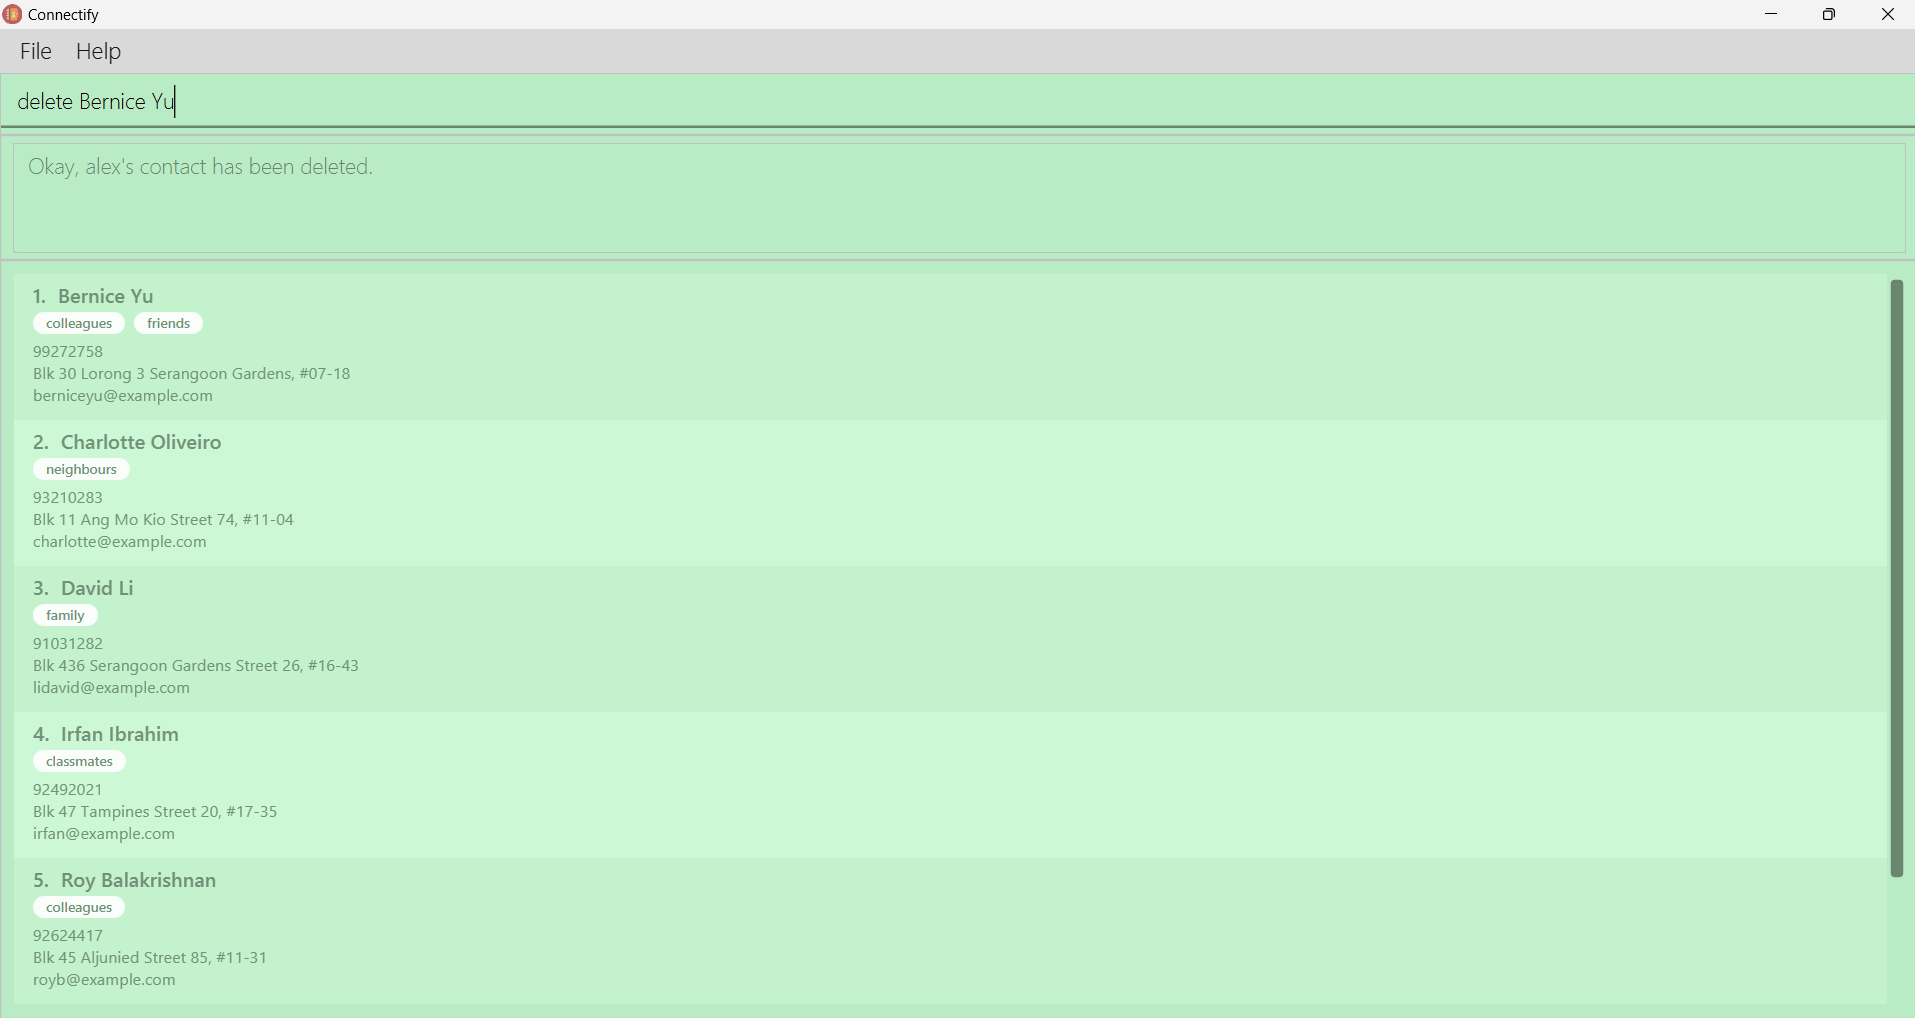 Connectify
File Help
delete Bernice Yu
Okay, alex's contact has been deleted.
1. Bernice Yu
colleagues friends
99272758
Blk 30 Lorong 3 Serangoon Gardens, #07-18
berniceyu@example.com
2. Charlotte Oliveiro
neighbours
93210283
Blk 11 Ang Mo Kio Street 74, #11-04
charlotte@example.com
3. David Li
family
91031282
Blk 436 Serangoon Gardens Street 26, #16-43
lidavid@example.com
4. Irfan Ibrahim
classmates
92492021
Blk 47 Tampines Street 20, #17-35
irfan@example.com
5. Roy Balakrishnan
colleagues
92624417
Blk 45 Aljunied Street 85, #11-31
royb@example.com